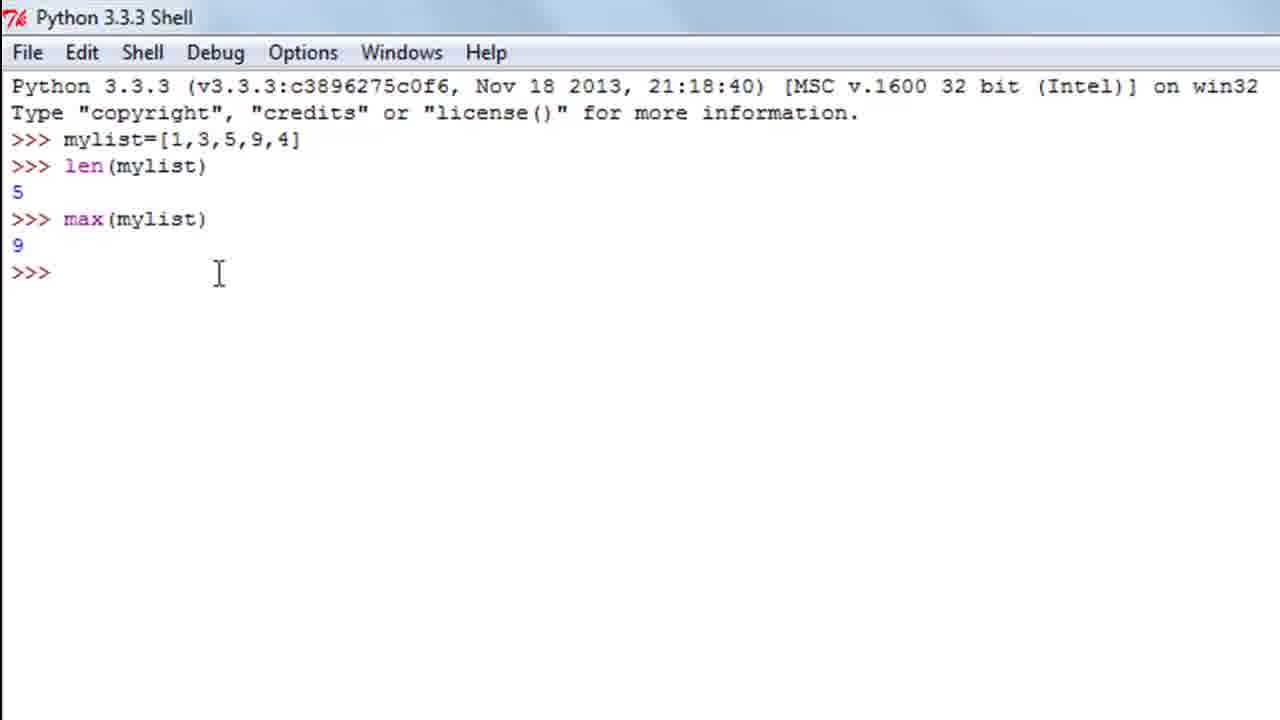 Python 3.3.3 Shell
File Edit Shell Debug Options Windows Help
Python 3.3.3 (v3.3.3:c3896275c0f6, Nov 18 2013, 21:18:40) [MSC v.1600 32 bit (Intel)] on win32
Type "copyright", "credits" or "license()" for more information.
>>> mylist=[1,3,5,9,4]
>>> len(mylist)
5
>>> max(mylist)
9
>>>